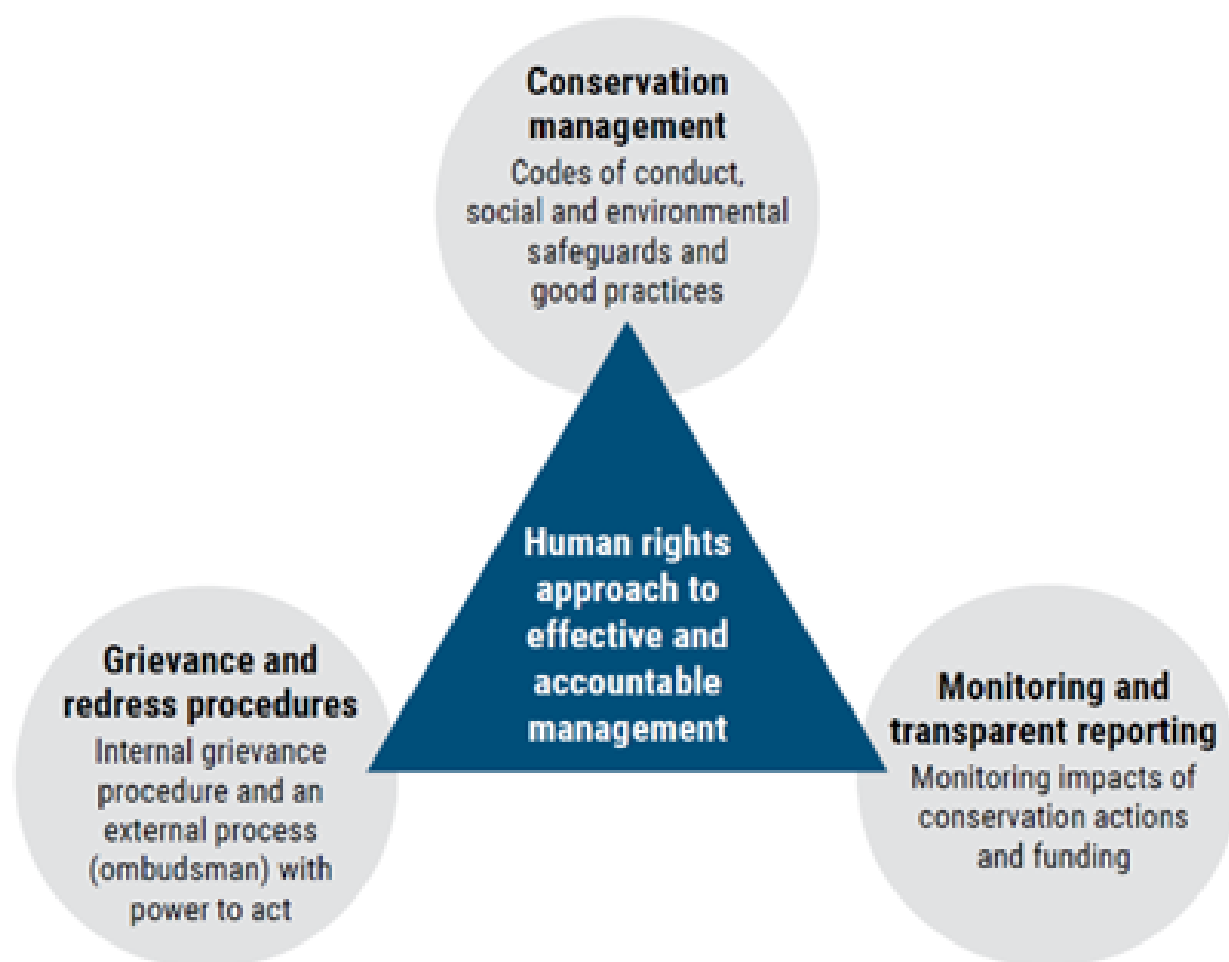 Conservation
management
Codes of conduct,
social and environmental
safeguards and
good practices
Human rights
approach to
effective and
accountable
management
Grievance and
redress procedures
Internal grievance
procedure and an
external process
(ombudsman) with
power to act
Monitoring and
transparent reporting
Monitoring impacts of
conservation actions
and funding